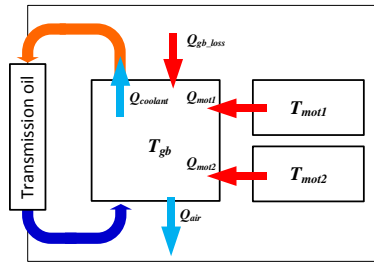 Q_gb_loss
Q_coolant
Q_mot1
T_mot1
Transmission oil
T_gb
Q_mot2
T_mot2
Q_air